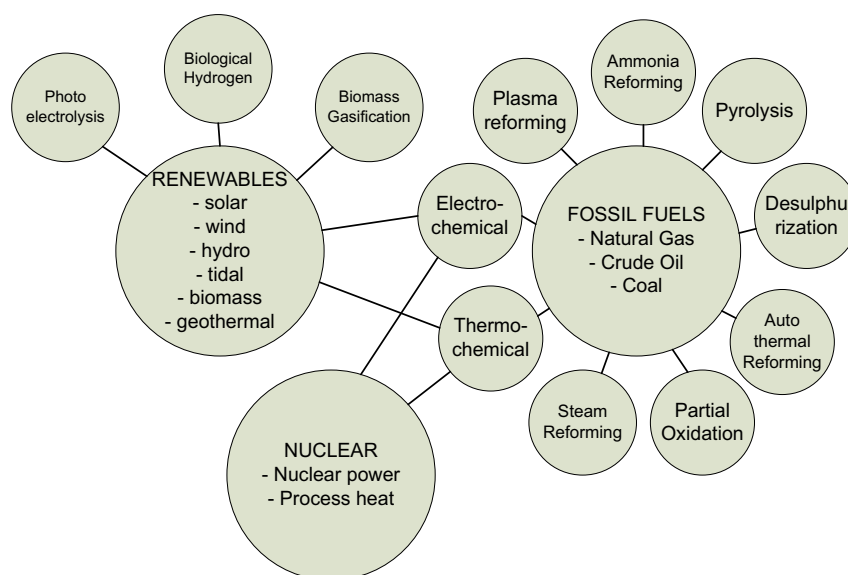 Photo
electrolysis
Biological
Hydrogen
Biomass
Gasification
RENEWABLES
- solar
- wind
- hydro
- tidal
- biomass
- geothermal
Electro-
chemical
Thermo-
chemical
NUCLEAR
- Nuclear power
- Process heat
FOSSIL FUELS
- Natural Gas
- Crude Oil
- Coal
Plasma
reforming
Ammonia
Reforming
Pyrolysis
Desulphu
rization
Auto
thermal
Reforming
Partial
Oxidation
Steam
Reforming